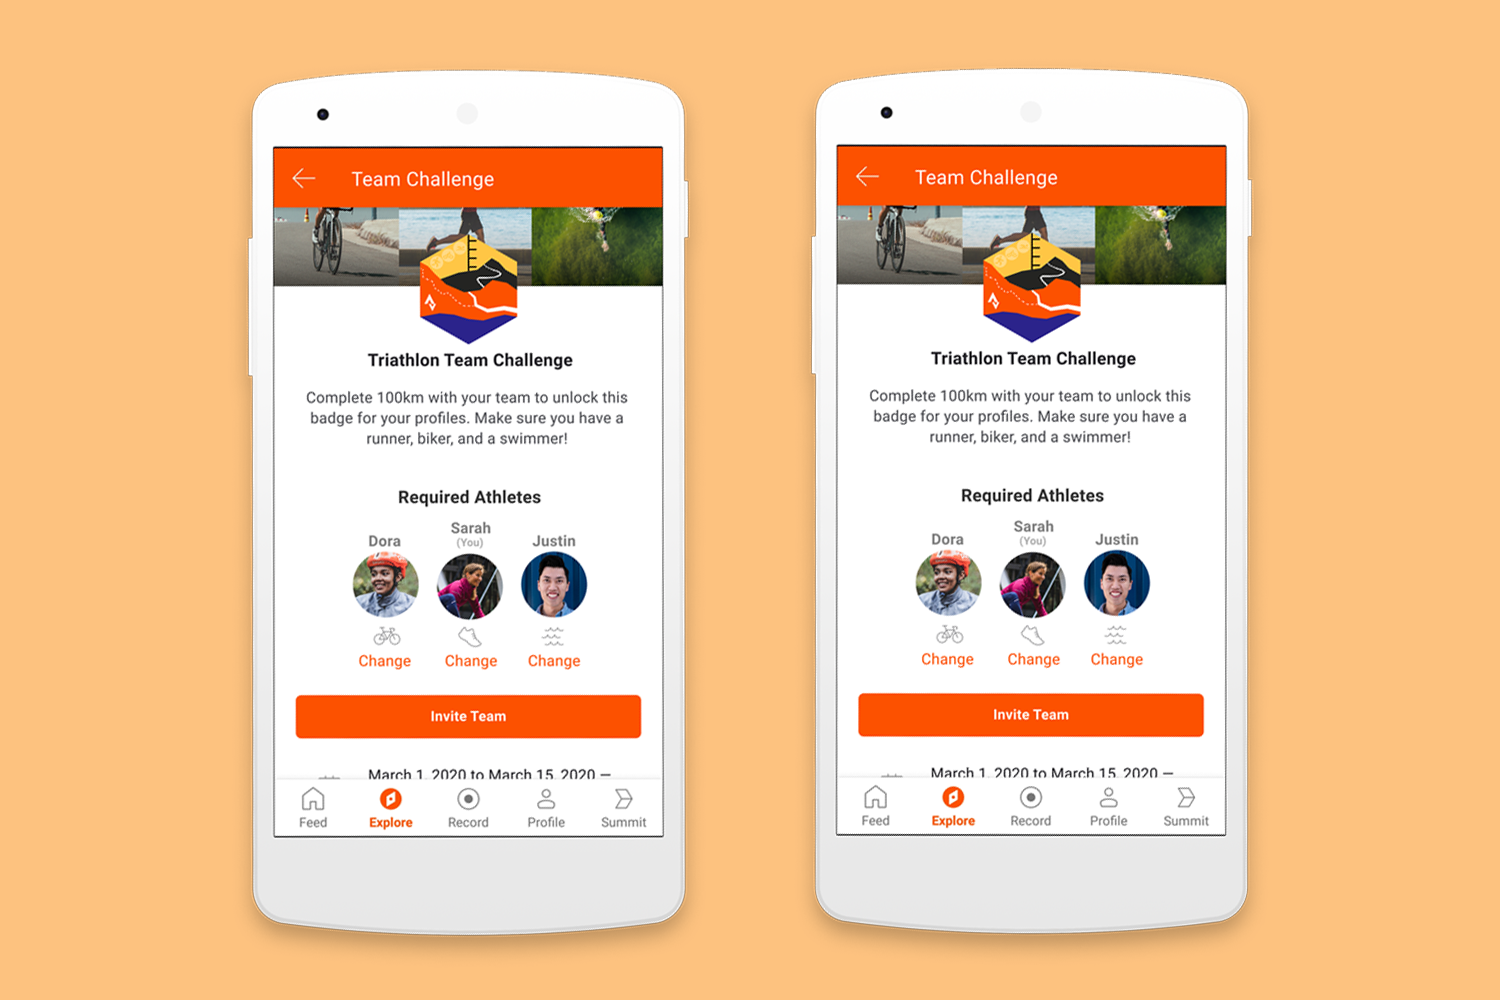 Team Challenge
Triathlon Team Challenge
Complete 100km with your team to unlock this
badge for your profiles. Make sure you have a
runner, biker, and a swimmer!
Required Athletes
Dora
Sarah
(You)
Justin
Change
Change
Change
Invite Team
March 1, 2020 to March 15, 2020 —
Feed
Explore
Record
Profile
Summit
Team Challenge
Triathlon Team Challenge
Complete 100km with your team to unlock this
badge for your profiles. Make sure you have a
runner, biker, and a swimmer!
Required Athletes
Dora
Sarah
(You)
Justin
Change
Change
Change
Invite Team
March 1, 2020 to March 15, 2020 —
Feed
Explore
Record
Profile
Summit